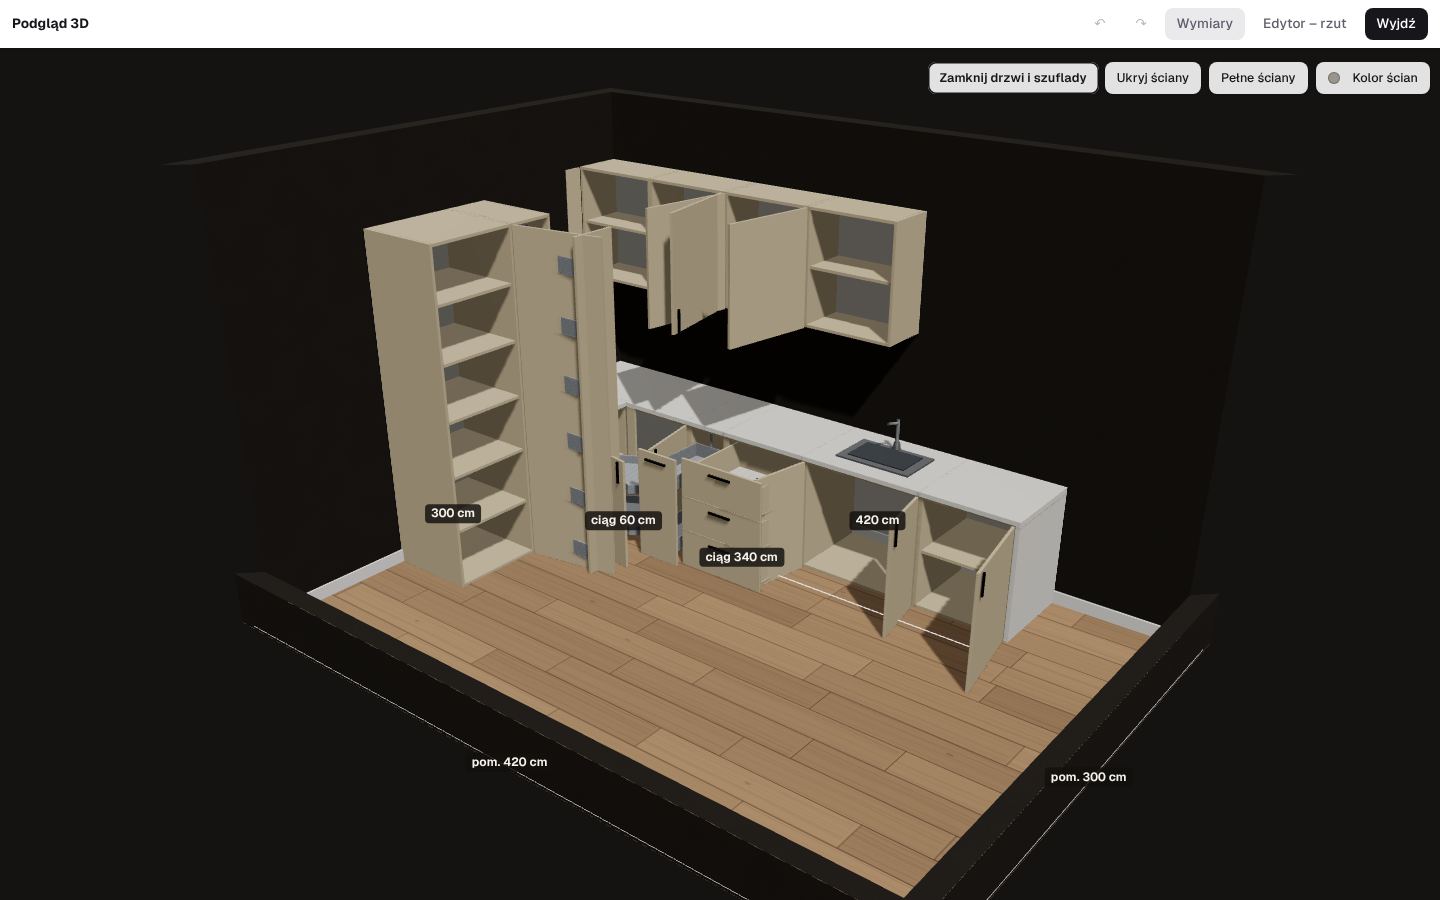 Podgląd 3D
Wymiary
Edytor – rzut
Wyjdź
Zamknij drzwi i szuflady
Ukryj ściany
Pełne ściany
Kolor ścian
300 cm
ciąg 60 cm
420 cm
ciąg 340 cm
pom. 420 cm
pom. 300 cm